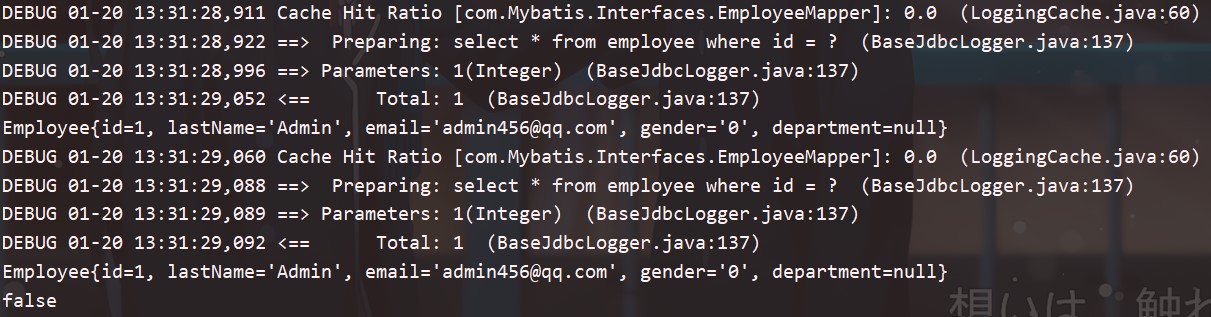 DEBUG 01-20 13:31:28,911 Cache Hit Ratio [com.Mybatis.Interfaces.EmployeeMapper]: 0.0  (LoggingCache.java:60)
DEBUG 01-20 13:31:28,922 ==>  Preparing: select * from employee where id = ?  (BaseJdbcLogger.java:137)
DEBUG 01-20 13:31:28,996 ==> Parameters: 1(Integer)  (BaseJdbcLogger.java:137)
DEBUG 01-20 13:31:29,052 <==      Total: 1  (BaseJdbcLogger.java:137)
Employee{id=1, lastName='Admin', email='admin456@qq.com', gender='0', department=null}
DEBUG 01-20 13:31:29,060 Cache Hit Ratio [com.Mybatis.Interfaces.EmployeeMapper]: 0.0  (LoggingCache.java:60)
DEBUG 01-20 13:31:29,088 ==>  Preparing: select * from employee where id = ?  (BaseJdbcLogger.java:137)
DEBUG 01-20 13:31:29,089 ==> Parameters: 1(Integer)  (BaseJdbcLogger.java:137)
DEBUG 01-20 13:31:29,092 <==      Total: 1  (BaseJdbcLogger.java:137)
Employee{id=1, lastName='Admin', email='admin456@qq.com', gender='0', department=null}
false
想いは 触れ